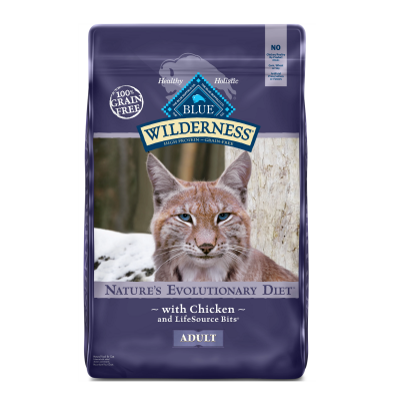 Healthy Holistic
NO
100%
GRAIN
FREE
BLUE
WILDERNESS
HIGH PROTEIN - GRAIN-FREE
NATURE'S EVOLUTIONARY DIET
~ with Chicken ~
and LifeSource Bits®
ADULT